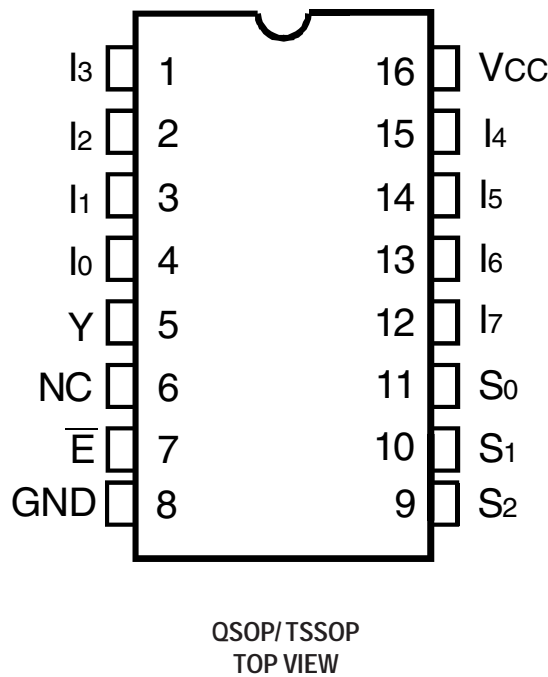 I3 1 16 VCC
I2 2 15 I4
I1 3 14 I5
I0 4 13 I6
Y 5 12 I7
NC 6 11 S0
E̅ 7 10 S1
GND 8 9 S2
QSOP/TSSOP
TOP VIEW